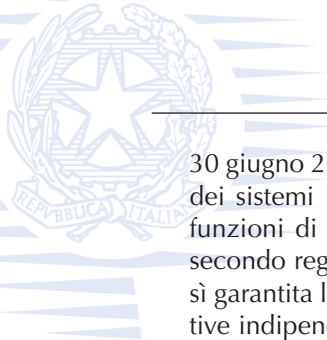 REPVBBLICA ITALIANA
30 giugno 2
dei sistemi
funzioni di
secondo reg
sì garantita l
tive indipen